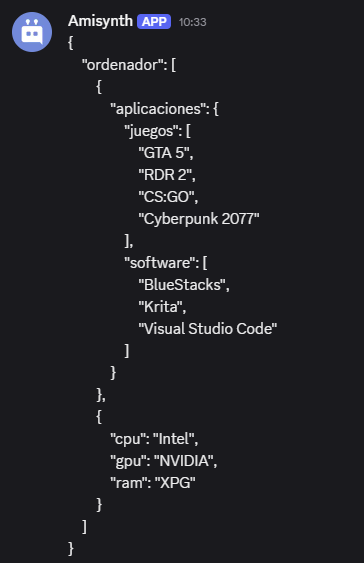 Amisynth APP 10:33
{
"ordenador": [
{
"aplicaciones": {
"juegos": [
"GTA 5",
"RDR 2",
"CS:GO",
"Cyberpunk 2077"
],
"software": [
"BlueStacks",
"Krita",
"Visual Studio Code"
]
}
},
{
"cpu": "Intel",
"gpu": "NVIDIA",
"ram": "XPG"
}
]
}